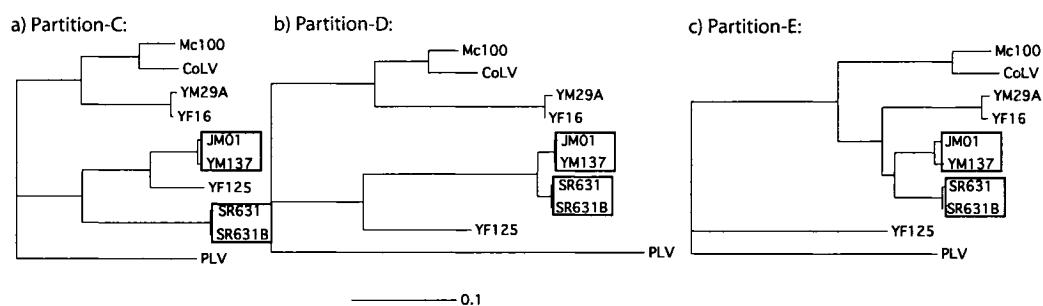 a) Partition-C:
Mc100
CoLV
YM29A
YF16
JM01
YM137
YF125
SR631
SR631B
PLV
b) Partition-D:
Mc100
CoLV
YM29A
YF16
JM01
YM137
SR631
SR631B
YF125
PLV
c) Partition-E:
Mc100
CoLV
YM29A
YF16
JM01
YM137
SR631
SR631B
YF125
PLV
0.1